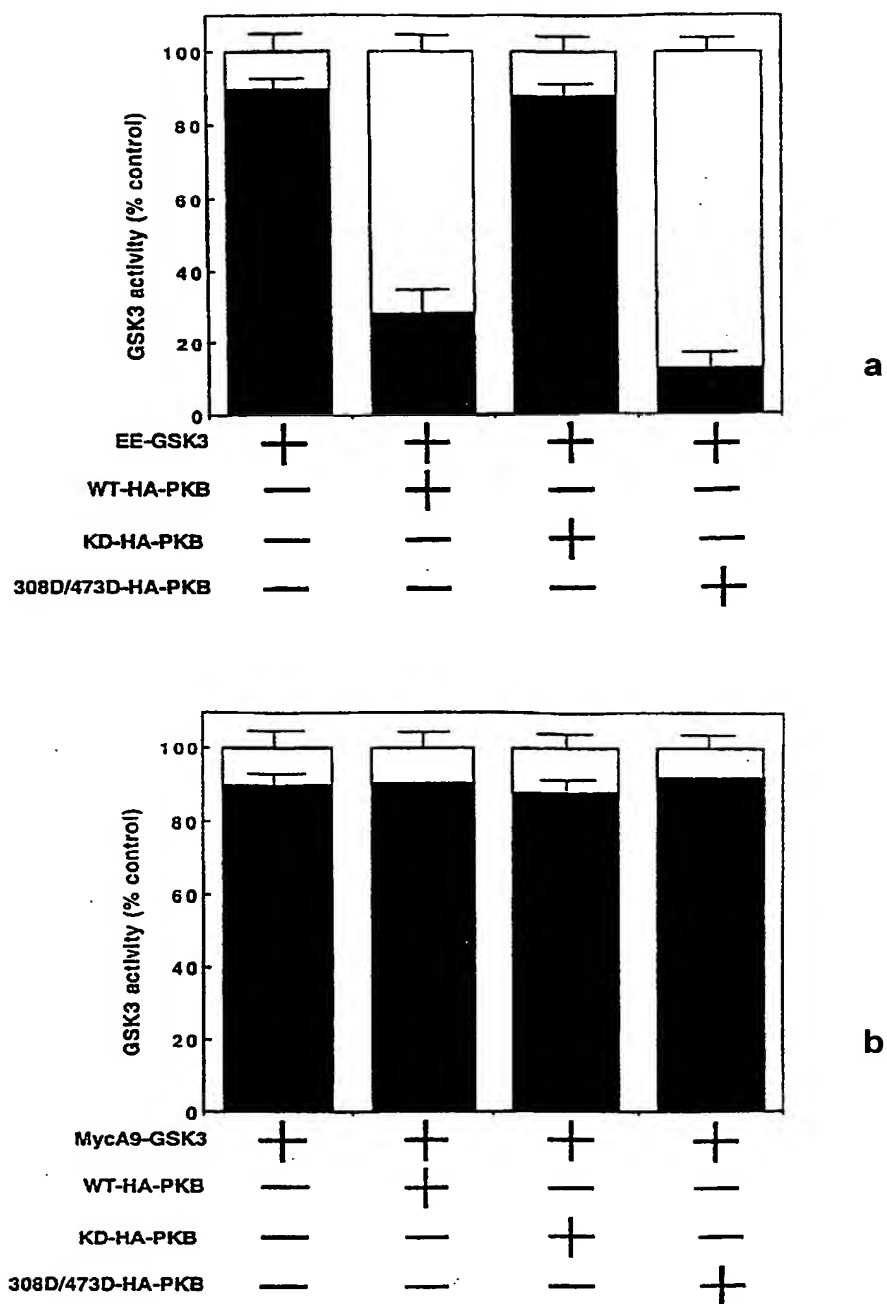 100
80
60
40
20
0
GSK3 activity (% control)
a
EE-GSK3 + + + +
WT-HA-PKB — + — —
KD-HA-PKB — — + —
308D/473D-HA-PKB — — — +
100
80
60
40
20
0
GSK3 activity (% control)
b
MycA9-GSK3 + + + +
WT-HA-PKB — + — —
KD-HA-PKB — — + —
308D/473D-HA-PKB — — — +